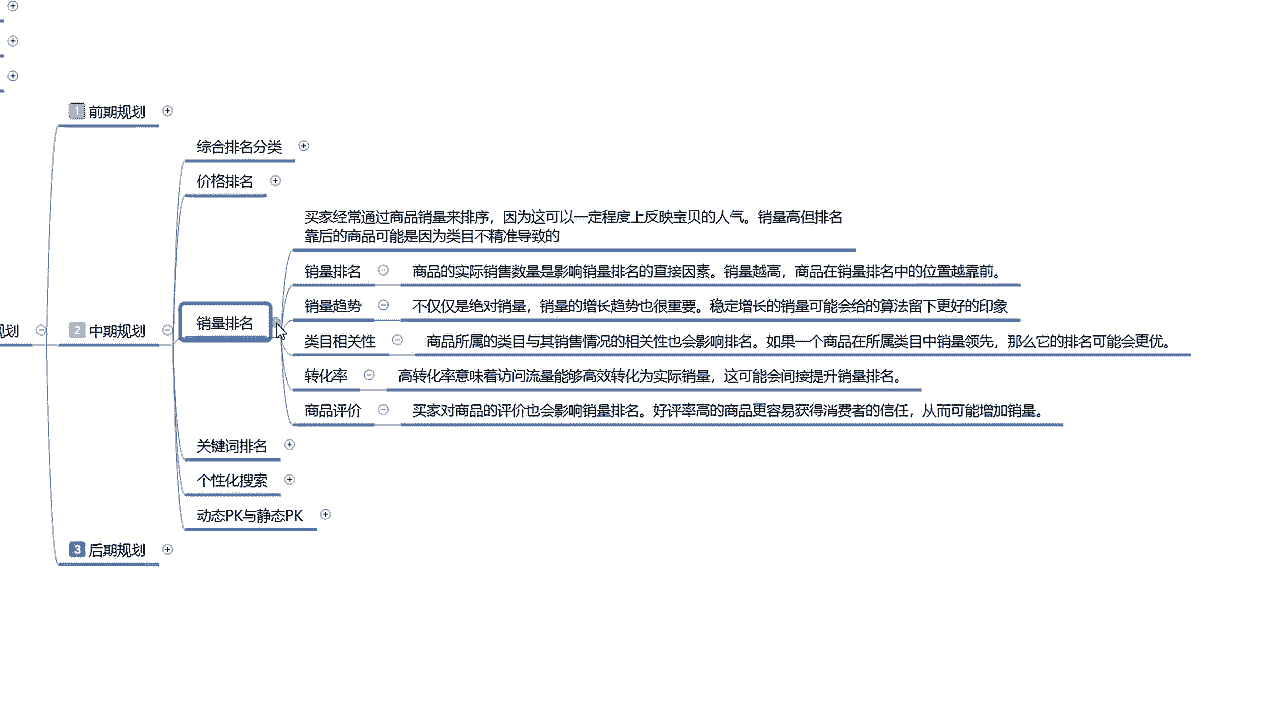 1 前期规划
综合排名分类
价格排名
买家经常通过商品销量来排序，因为这可以一定程度上反映宝贝的人气。销量高但排名
靠后的商品可能是因为类目不精准导致的
销量排名 商品的实际销售数量是影响销量排名的直接因素。销量越高，商品在销量排名中的位置越靠前。
销量趋势 不仅仅是绝对销量，销量的增长趋势也很重要。稳定增长的销量可能会给的算法留下更好的印象
规划
2 中期规划
销量排名
类目相关性 商品所属的类目与其销售情况的相关性也会影响排名。如果一个商品在所属类目中销量领先，那么它的排名可能会更优。
转化率 高转化率意味着访问流量能够高效转化为实际销量，这可能会间接提升销量排名。
商品评价 买家对商品的评价也会影响销量排名。好评率高的商品更容易获得消费者的信任，从而可能增加销量。
关键词排名
个性化搜索
动态PK与静态PK
3 后期规划